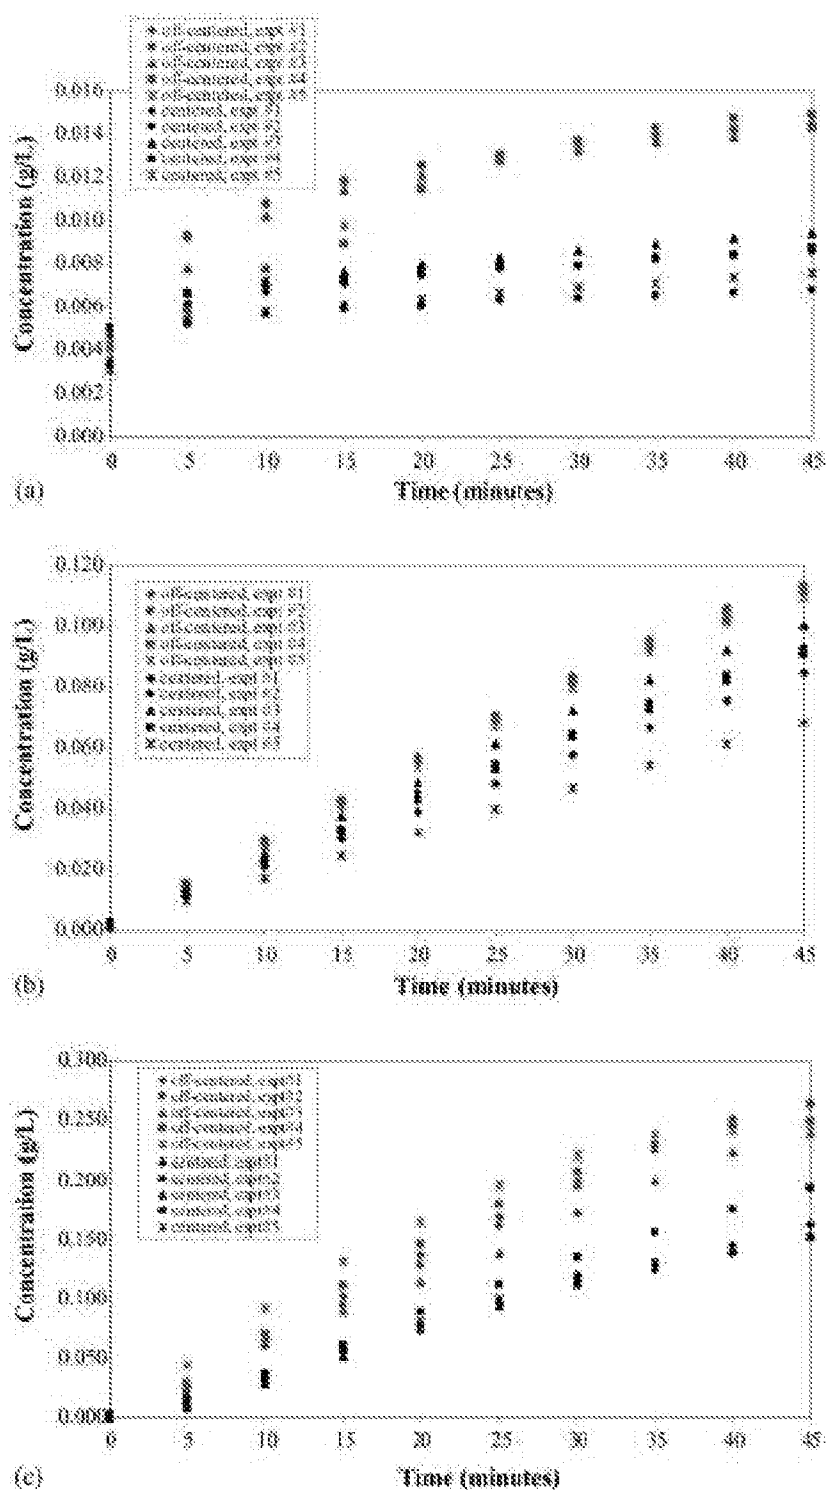 off-centered, expt #1
off-centered, expt #2
off-centered, expt #3
off-centered, expt #4
off-centered, expt #5
centered, expt #1
centered, expt #2
centered, expt #3
centered, expt #4
centered, expt #5
Concentration (g/L)
0.016
0.014
0.012
0.010
0.008
0.006
0.004
0.002
0.000
0 5 10 15 20 25 30 35 40 45
(a) Time (minutes)
off-centered, expt #1
off-centered, expt #2
off-centered, expt #3
off-centered, expt #4
off-centered, expt #5
centered, expt #1
centered, expt #2
centered, expt #3
centered, expt #4
centered, expt #5
Concentration (g/L)
0.120
0.100
0.080
0.060
0.040
0.020
0.000
0 5 10 15 20 25 30 35 40 45
(b) Time (minutes)
off-centered, expt#1
off-centered, expt#2
off-centered, expt#3
off-centered, expt#4
off-centered, expt#5
centered, expt#1
centered, expt#2
centered, expt#3
centered, expt#4
centered, expt#5
Concentration (g/L)
0.300
0.250
0.200
0.150
0.100
0.050
0.000
0 5 10 15 20 25 30 35 40 45
(c) Time (minutes)